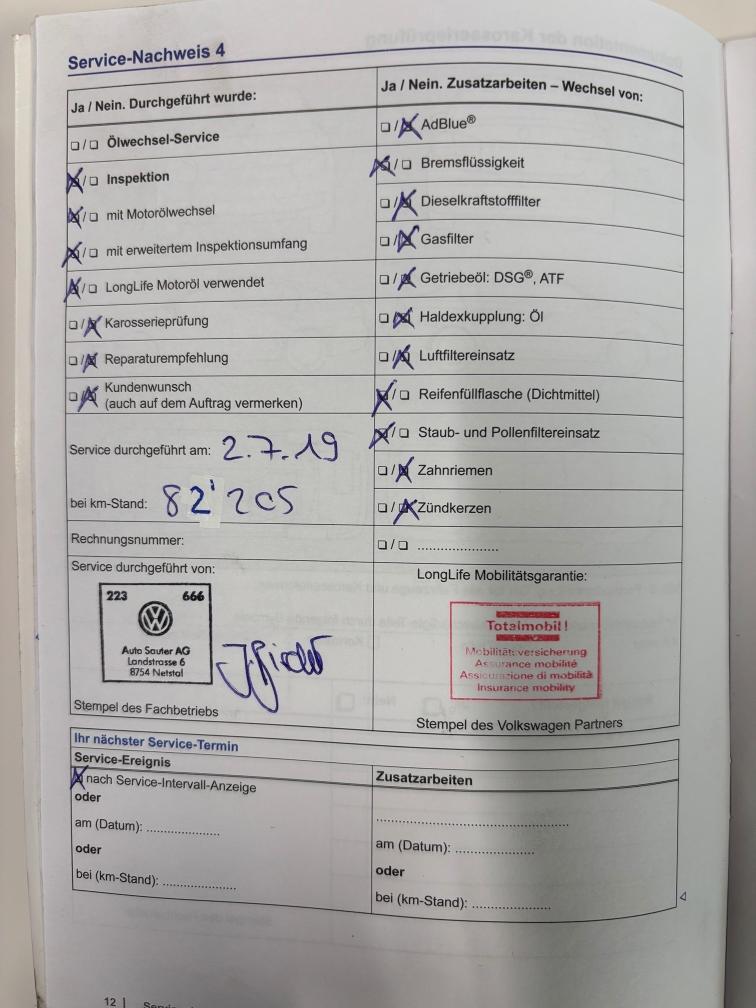 Service-Nachweis 4
Ja / Nein. Durchgeführt wurde:
☐/☐ Ölwechsel-Service
☒/☐ Inspektion
☒/☐ mit Motorölwechsel
☒/☐ mit erweitertem Inspektionsumfang
☒/☐ LongLife Motoröl verwendet
☐/☒ Karosserieprüfung
☐/☒ Reparaturempfehlung
☐/☒ Kundenwunsch
(auch auf dem Auftrag vermerken)
Service durchgeführt am: 2.7.19
bei km-Stand: 82'205
Rechnungsnummer:
Service durchgeführt von:
223 666
Auto Sauter AG
Landstrasse 6
8754 Netstal
Stempel des Fachbetriebs
Ja / Nein. Zusatzarbeiten – Wechsel von:
☐/☒ AdBlue®
☒/☐ Bremsflüssigkeit
☐/☒ Dieselkraftstofffilter
☐/☒ Gasfilter
☐/☒ Getriebeöl: DSG®, ATF
☐/☒ Haldexkupplung: Öl
☐/☒ Luftfiltereinsatz
☒/☐ Reifenfüllflasche (Dichtmittel)
☒/☐ Staub- und Pollenfiltereinsatz
☐/☒ Zahnriemen
☐/☒ Zündkerzen
☐/☐ .....................
LongLife Mobilitätsgarantie:
Totalmobil!
Mobilitätsversicherung
Assurance mobilité
Assicurazione di mobilità
Insurance mobility
Stempel des Volkswagen Partners
Ihr nächster Service-Termin
Service-Ereignis
☒ nach Service-Intervall-Anzeige
oder
am (Datum): ...................
oder
bei (km-Stand): ...................
Zusatzarbeiten
..................................................
am (Datum): .....................
oder
bei (km-Stand): .....................
12 |